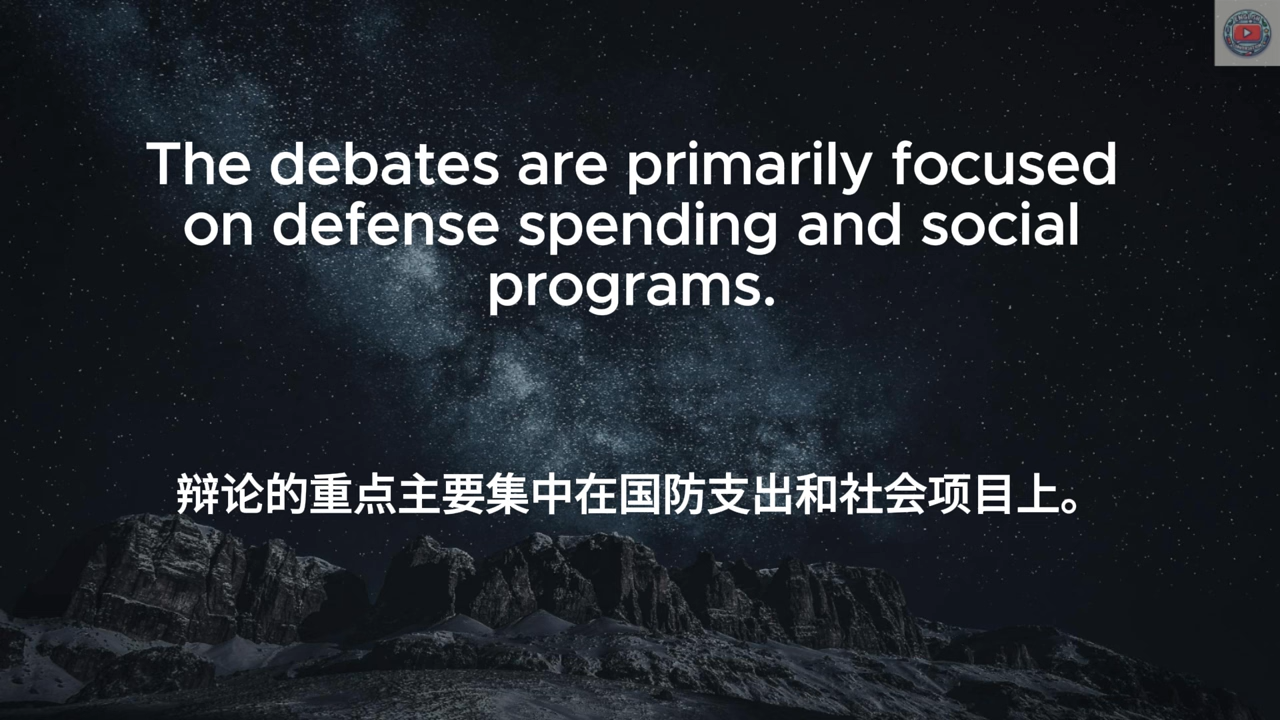 The debates are primarily focused
on defense spending and social
programs.
辩论的重点主要集中在国防支出和社会项目上。